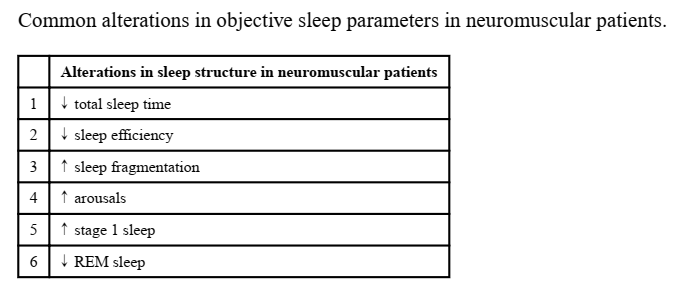 Common alterations in objective sleep parameters in neuromuscular patients.
Alterations in sleep structure in neuromuscular patients
1 ↓ total sleep time
2 ↓ sleep efficiency
3 ↑ sleep fragmentation
4 ↑ arousals
5 ↑ stage 1 sleep
6 ↓ REM sleep